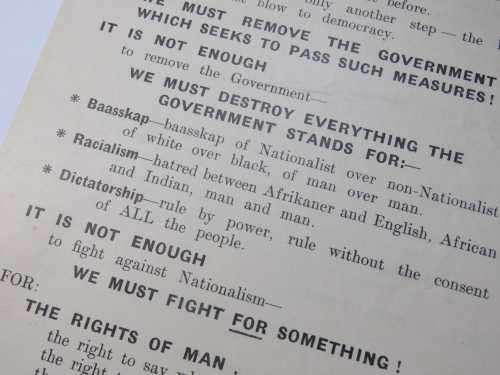 only another step — the
blow to democracy.
WE MUST REMOVE THE GOVERNMENT
WHICH SEEKS TO PASS SUCH MEASURES !
IT IS NOT ENOUGH
to remove the Government—
WE MUST DESTROY EVERYTHING THE
GOVERNMENT STANDS FOR:—
* Baasskap—baasskap of Nationalist over non-Nationalist
of white over black, of man over man.
* Racialism—hatred between Afrikaner and English, African
and Indian, man and man.
* Dictatorship—rule by power, rule without the consent
of ALL the people.
IT IS NOT ENOUGH
to fight against Nationalism—
WE MUST FIGHT FOR SOMETHING !
FOR:
THE RIGHTS OF MAN
the right to say
the right